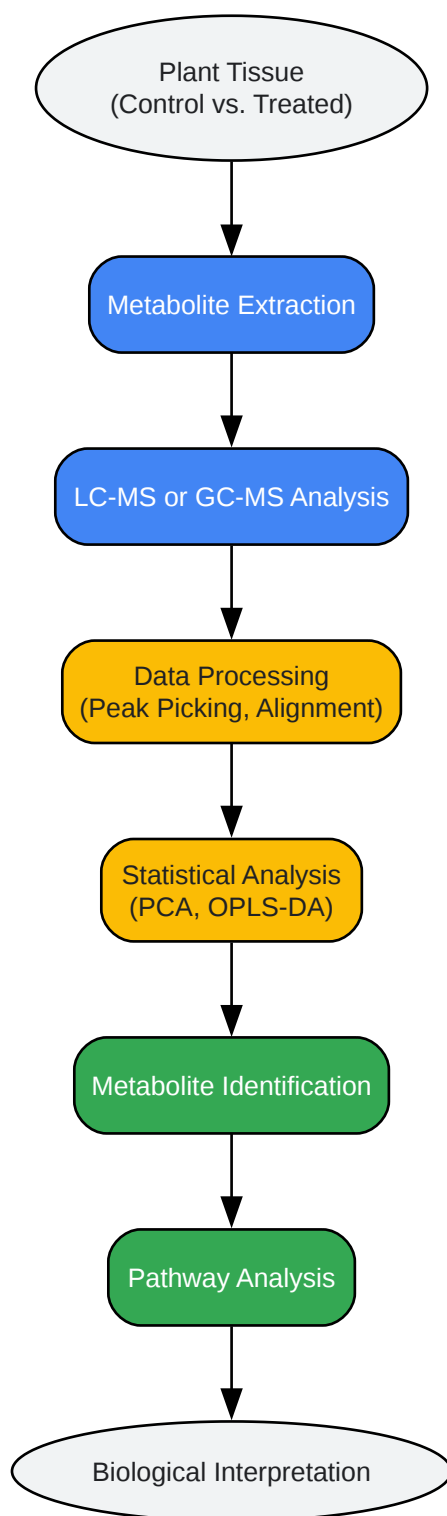 Plant Tissue
(Control vs. Treated)
Metabolite Extraction
LC-MS or GC-MS Analysis
Data Processing
(Peak Picking, Alignment)
Statistical Analysis
(PCA, OPLS-DA)
Metabolite Identification
Pathway Analysis
Biological Interpretation